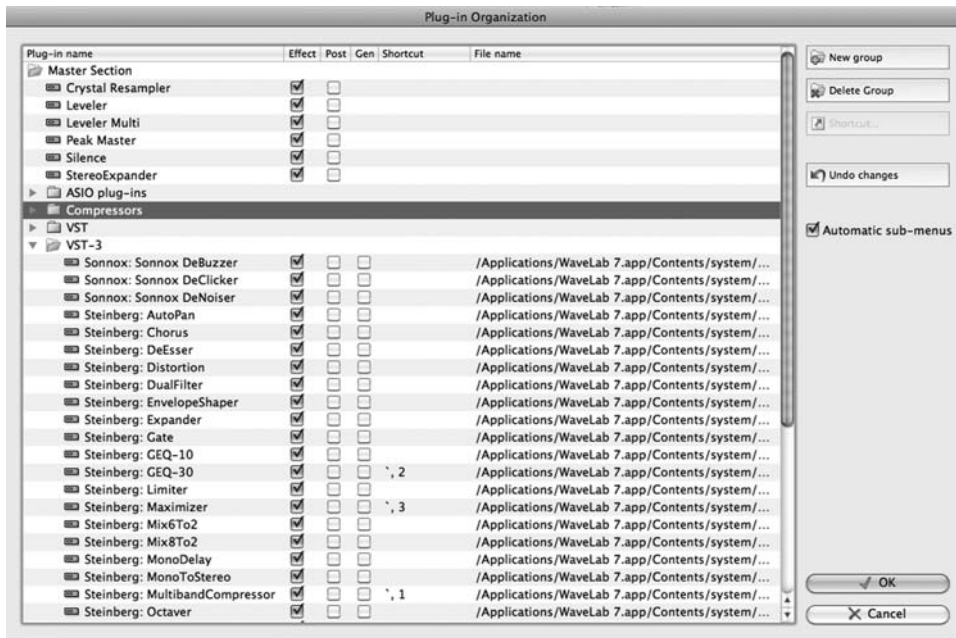 Plug-in Organization
Plug-in name Effect Post Gen Shortcut File name
Master Section
Crystal Resampler
Leveler
Leveler Multi
Peak Master
Silence
StereoExpander
ASIO plug-ins
Compressors
VST
VST-3
Sonnox: Sonnox DeBuzzer /Applications/WaveLab 7.app/Contents/system/...
Sonnox: Sonnox DeClicker /Applications/WaveLab 7.app/Contents/system/...
Sonnox: Sonnox DeNoiser /Applications/WaveLab 7.app/Contents/system/...
Steinberg: AutoPan /Applications/WaveLab 7.app/Contents/system/...
Steinberg: Chorus /Applications/WaveLab 7.app/Contents/system/...
Steinberg: DeEsser /Applications/WaveLab 7.app/Contents/system/...
Steinberg: Distortion /Applications/WaveLab 7.app/Contents/system/...
Steinberg: DualFilter /Applications/WaveLab 7.app/Contents/system/...
Steinberg: EnvelopeShaper /Applications/WaveLab 7.app/Contents/system/...
Steinberg: Expander /Applications/WaveLab 7.app/Contents/system/...
Steinberg: Gate /Applications/WaveLab 7.app/Contents/system/...
Steinberg: GEQ-10 /Applications/WaveLab 7.app/Contents/system/...
Steinberg: GEQ-30 `, 2 /Applications/WaveLab 7.app/Contents/system/...
Steinberg: Limiter /Applications/WaveLab 7.app/Contents/system/...
Steinberg: Maximizer `, 3 /Applications/WaveLab 7.app/Contents/system/...
Steinberg: Mix6To2 /Applications/WaveLab 7.app/Contents/system/...
Steinberg: Mix8To2 /Applications/WaveLab 7.app/Contents/system/...
Steinberg: MonoDelay /Applications/WaveLab 7.app/Contents/system/...
Steinberg: MonoToStereo /Applications/WaveLab 7.app/Contents/system/...
Steinberg: MultibandCompressor `, 1 /Applications/WaveLab 7.app/Contents/system/...
Steinberg: Octaver /Applications/WaveLab 7.app/Contents/system/...
New group
Delete Group
Shortcut...
Undo changes
Automatic sub-menus
OK
Cancel